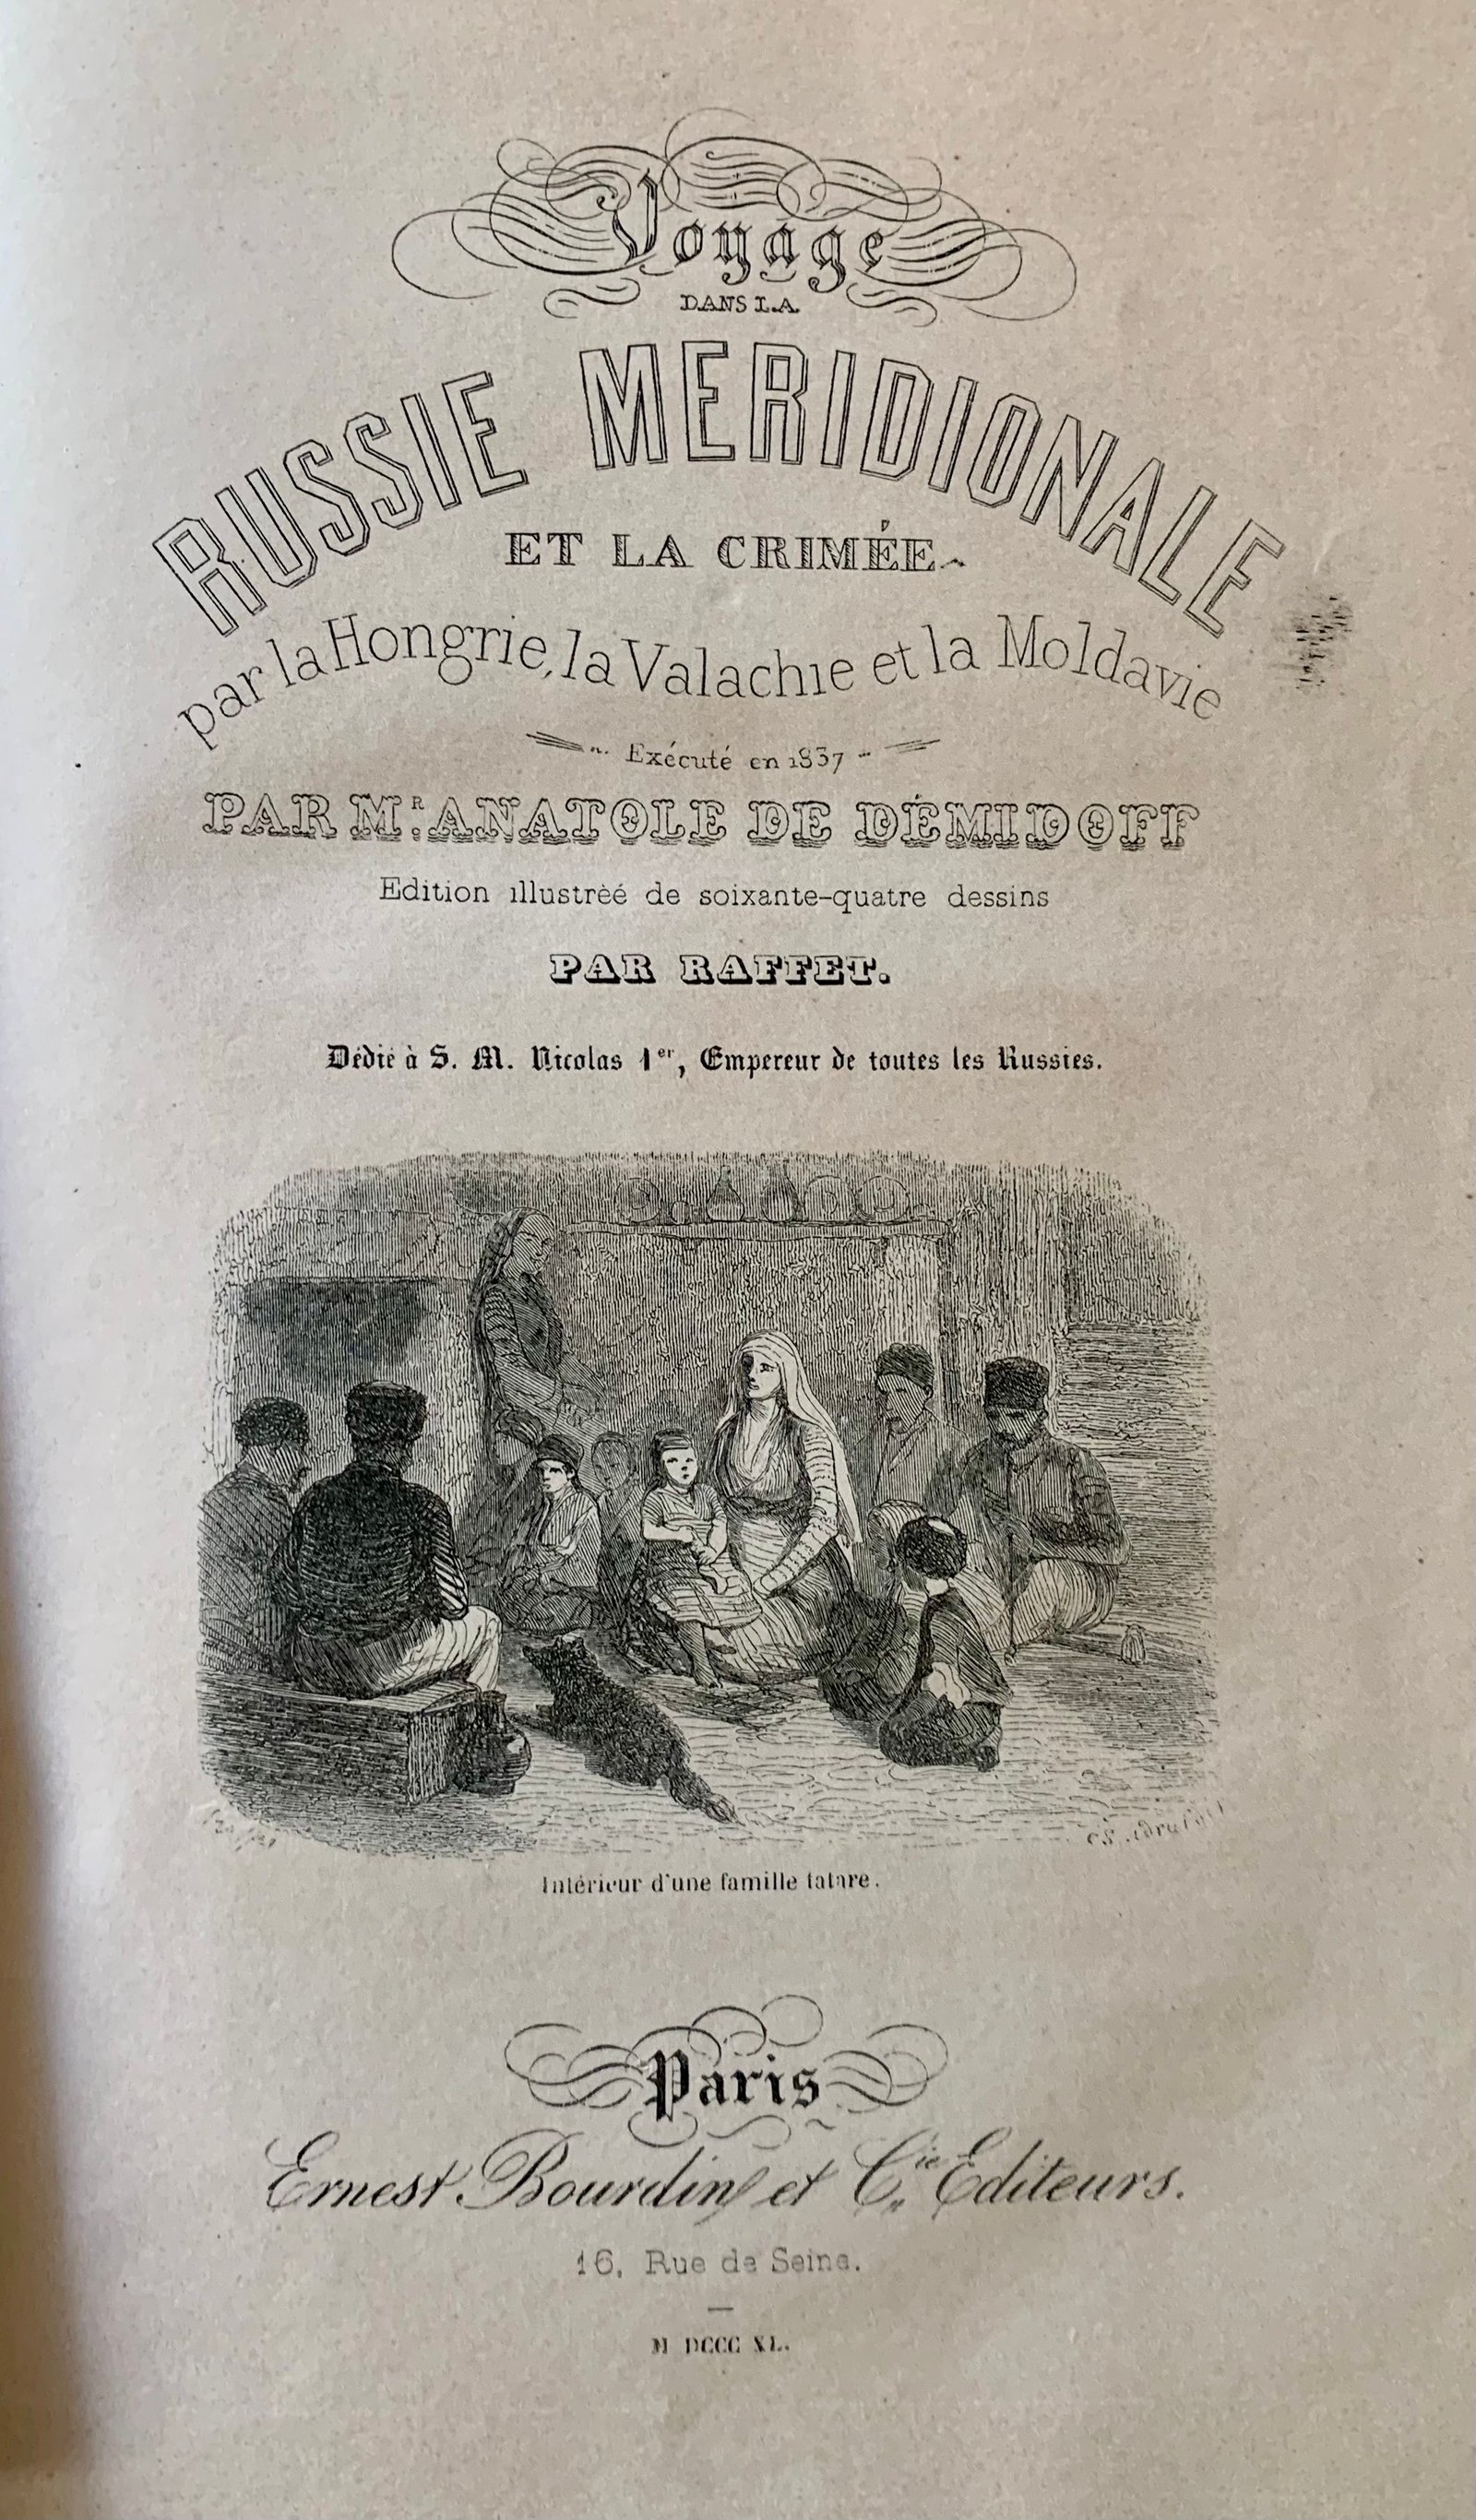 Voyage
DANS LA
RUSSIE MERIDIONALE
ET LA CRIMÉE
par la Hongrie, la Valachie et la Moldavie
Exécuté en 1837
PAR MR. ANATOLE DE DÉMIDOFF
Edition illustrèé de soixante-quatre dessins
PAR RAFFET.
Dédié à S. M. Nicolas 1er, Empereur de toutes les Russies.
Raffet
Intérieur d'une famille tatare.
Paris
Ernest Bourdin et Cie Editeurs.
16, Rue de Seine.
M DCCC XL.